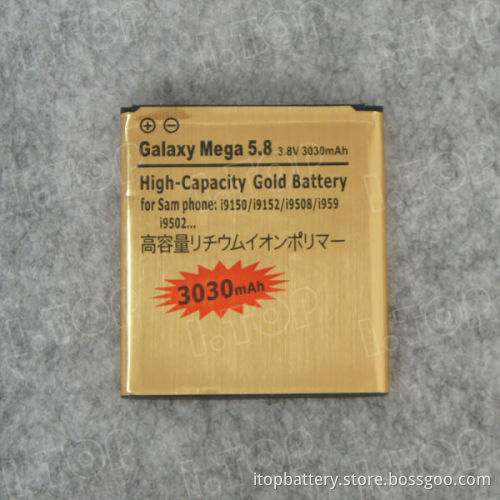 ⊕ ⊖
Galaxy Mega 5.8 3.8V 3030mAh
High-Capacity Gold Battery
for Sam phone: i9150/i9152/i9508/i959
i9502...
高容量リチウムイオンポリマー
3030mAh
I.TOP
itopbattery.store.bossgoo.com